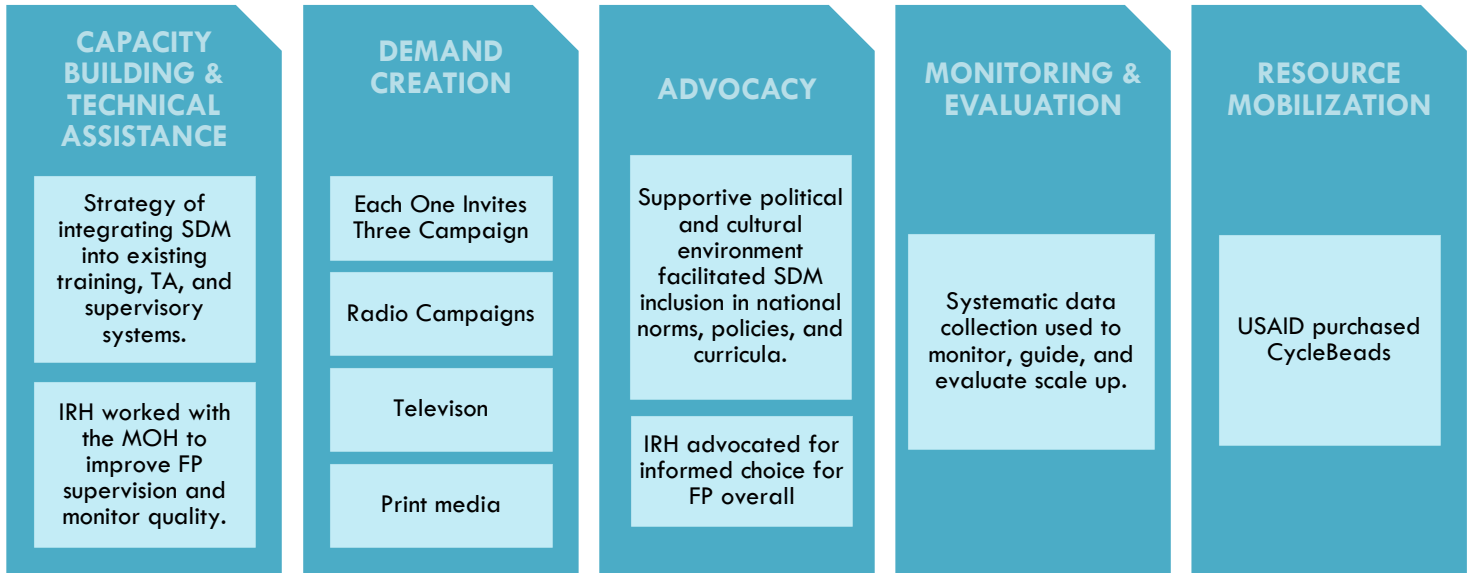 CAPACITY
BUILDING &
TECHNICAL
ASSISTANCE
Strategy of
integrating SDM
into existing
training, TA, and
supervisory
systems.
IRH worked with
the MOH to
improve FP
supervision and
monitor quality.
DEMAND
CREATION
Each One Invites
Three Campaign
Radio Campaigns
Televison
Print media
ADVOCACY
Supportive political
and cultural
environment
facilitated SDM
inclusion in national
norms, policies, and
curricula.
IRH advocated for
informed choice for
FP overall
MONITORING &
EVALUATION
Systematic data
collection used to
monitor, guide, and
evaluate scale up.
RESOURCE
MOBILIZATION
USAID purchased
CycleBeads